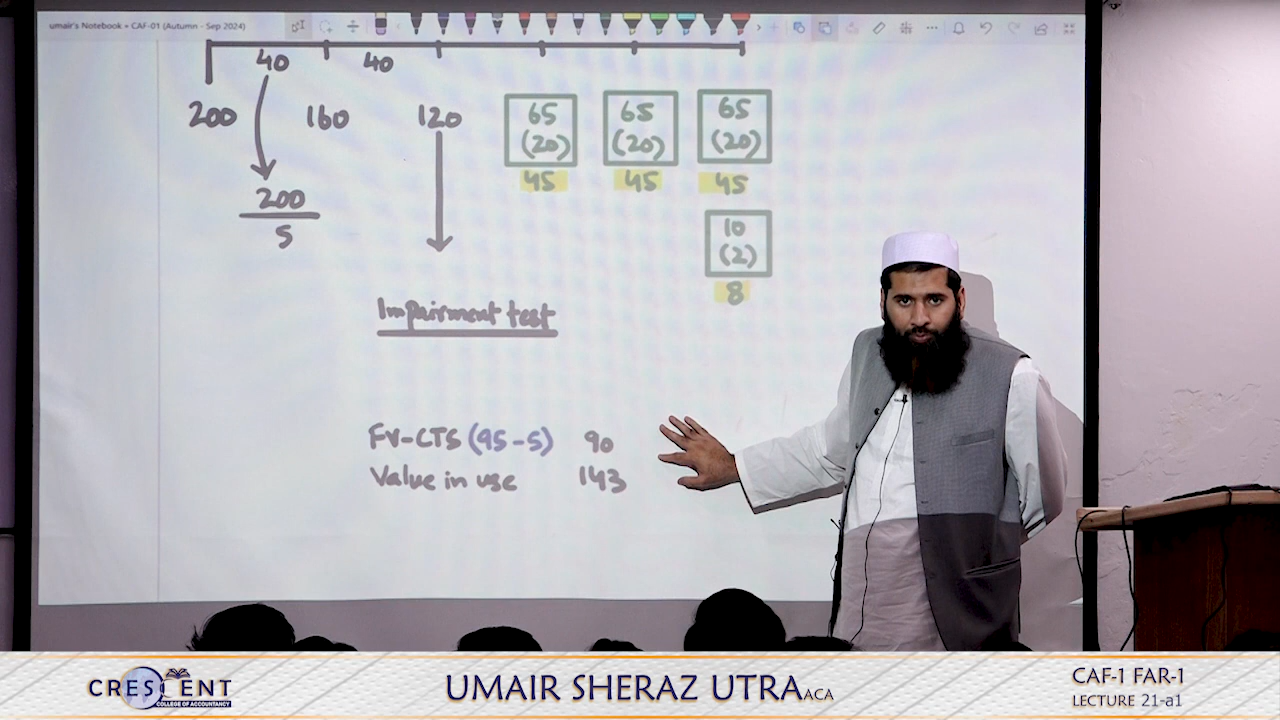 umair's Notebook » CAF-01 (Autumn - Sep 2024)
40 40
200 160 120
200
5
65 65 65
(20) (20) (20)
45 45 45
10
(2)
8
Impairment test
FV-CTS (95-5) 90
Value in use 143
CRESCENT
COLLEGE OF ACCOUNTANCY
UMAIR SHERAZ UTRA ACA
CAF-1 FAR-1
LECTURE 21-a1